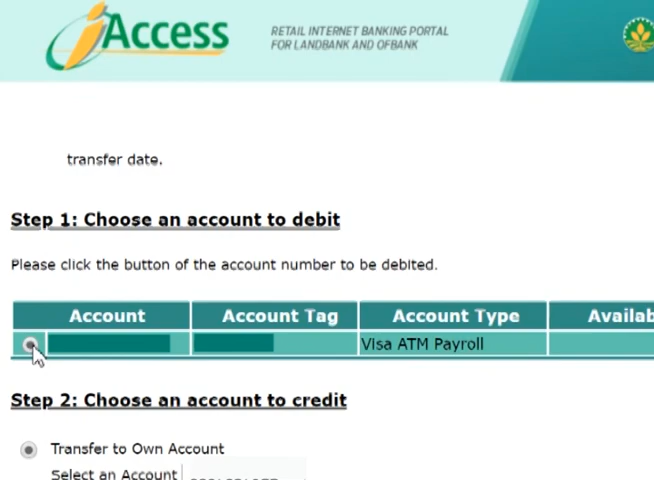 iAccess
RETAIL INTERNET BANKING PORTAL
FOR LANDBANK AND OFBANK
transfer date.
Step 1: Choose an account to debit
Please click the button of the account number to be debited.
Account Account Tag Account Type Availab
Visa ATM Payroll
Step 2: Choose an account to credit
Transfer to Own Account
Select an Account